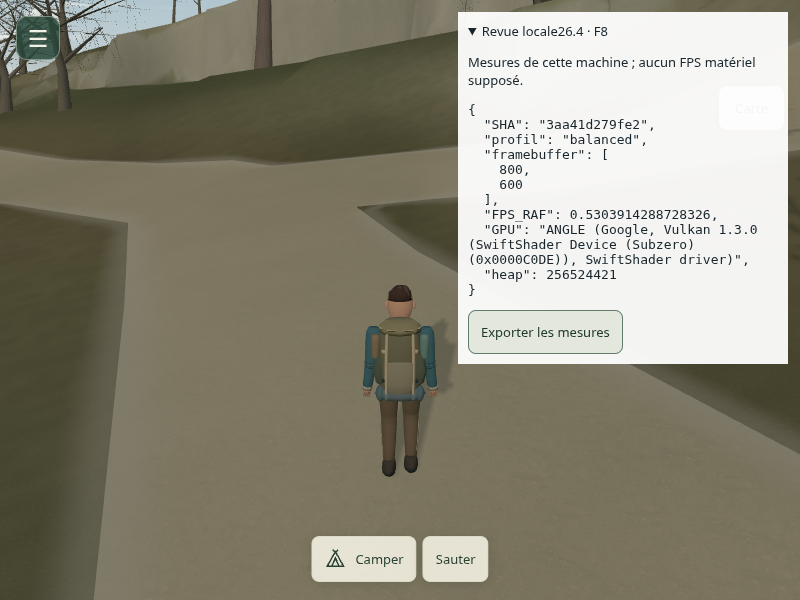 ▼ Revue locale26.4 · F8
Mesures de cette machine ; aucun FPS matériel
supposé.
Carte
{
  "SHA": "3aa41d279fe2",
  "profil": "balanced",
  "framebuffer": [
    800,
    600
  ],
  "FPS_RAF": 0.5303914288728326,
  "GPU": "ANGLE (Google, Vulkan 1.3.0
(SwiftShader Device (Subzero)
(0x0000C0DE)), SwiftShader driver)",
  "heap": 256524421
}
Exporter les mesures
Camper
Sauter